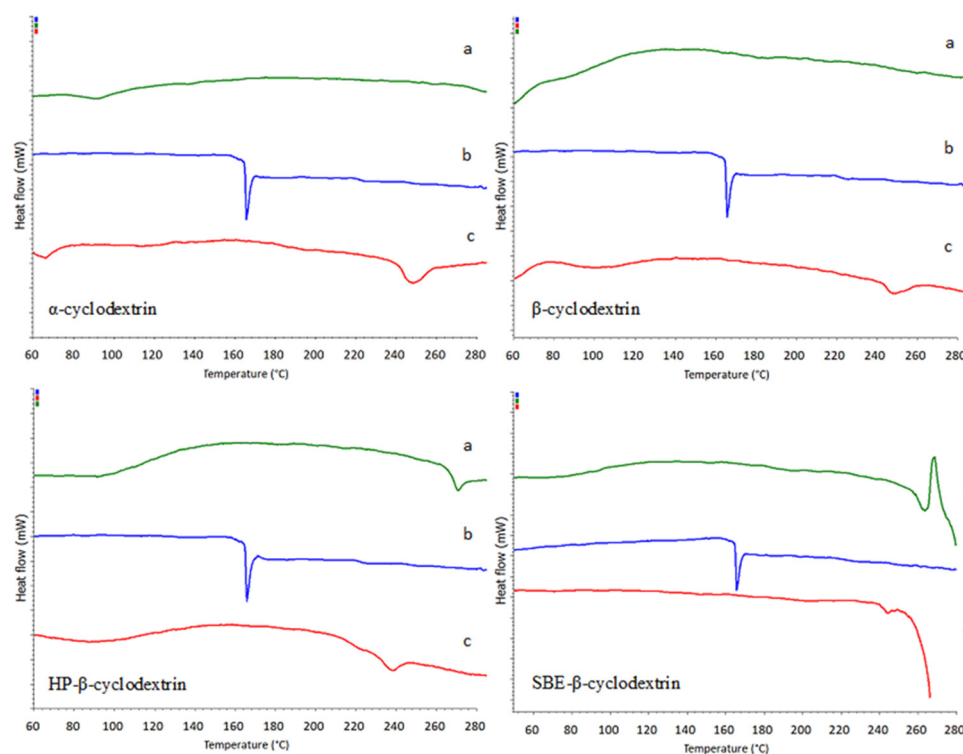 a
b
c
Heat flow (mW)
α-cyclodextrin
60 80 100 120 140 160 180 200 220 240 260 280
Temperature (°C)
a
b
c
Heat flow (mW)
β-cyclodextrin
60 80 100 120 140 160 180 200 220 240 260 280
Temperature (°C)
a
b
c
Heat flow (mW)
HP-β-cyclodextrin
60 80 100 120 140 160 180 200 220 240 260 280
Temperature (°C)
Heat flow (mW)
SBE-β-cyclodextrin
60 80 100 120 140 160 180 200 220 240 260 280
Temperature (°C)